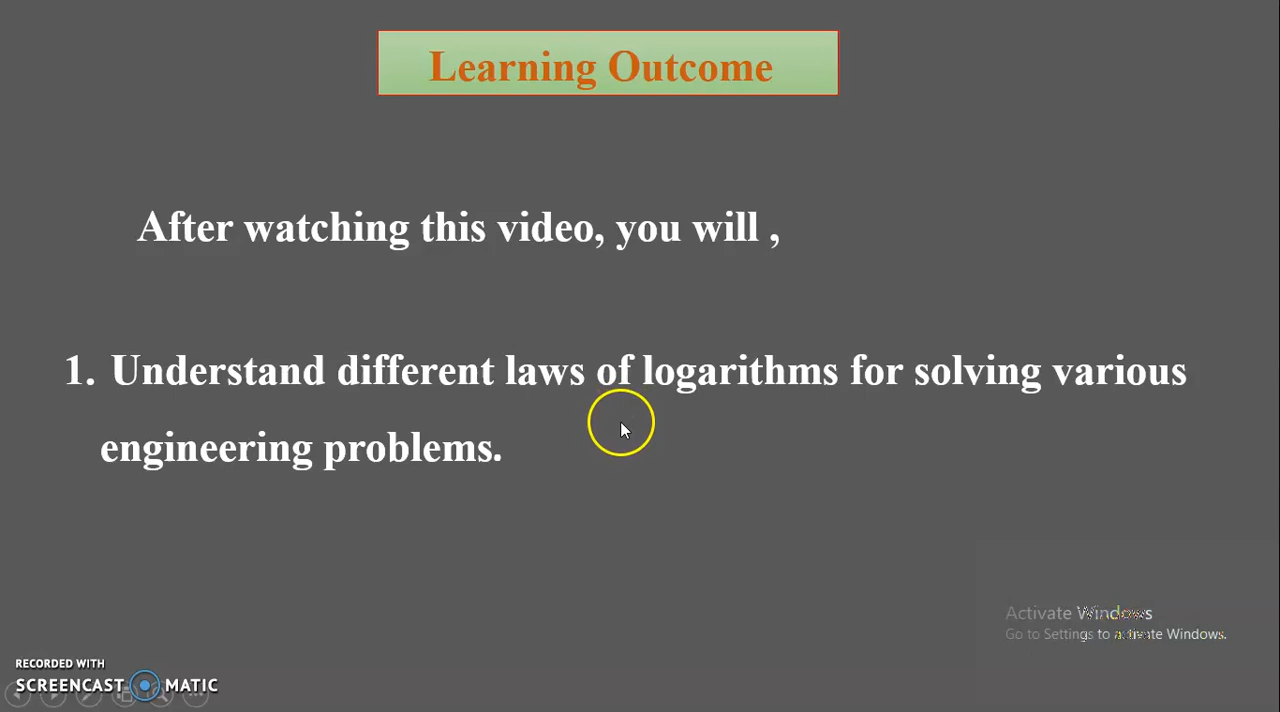 Learning Outcome
After watching this video, you will ,
1. Understand different laws of logarithms for solving various
engineering problems.
Activate Windows
Go to Settings to activate Windows.
RECORDED WITH
SCREENCAST MATIC